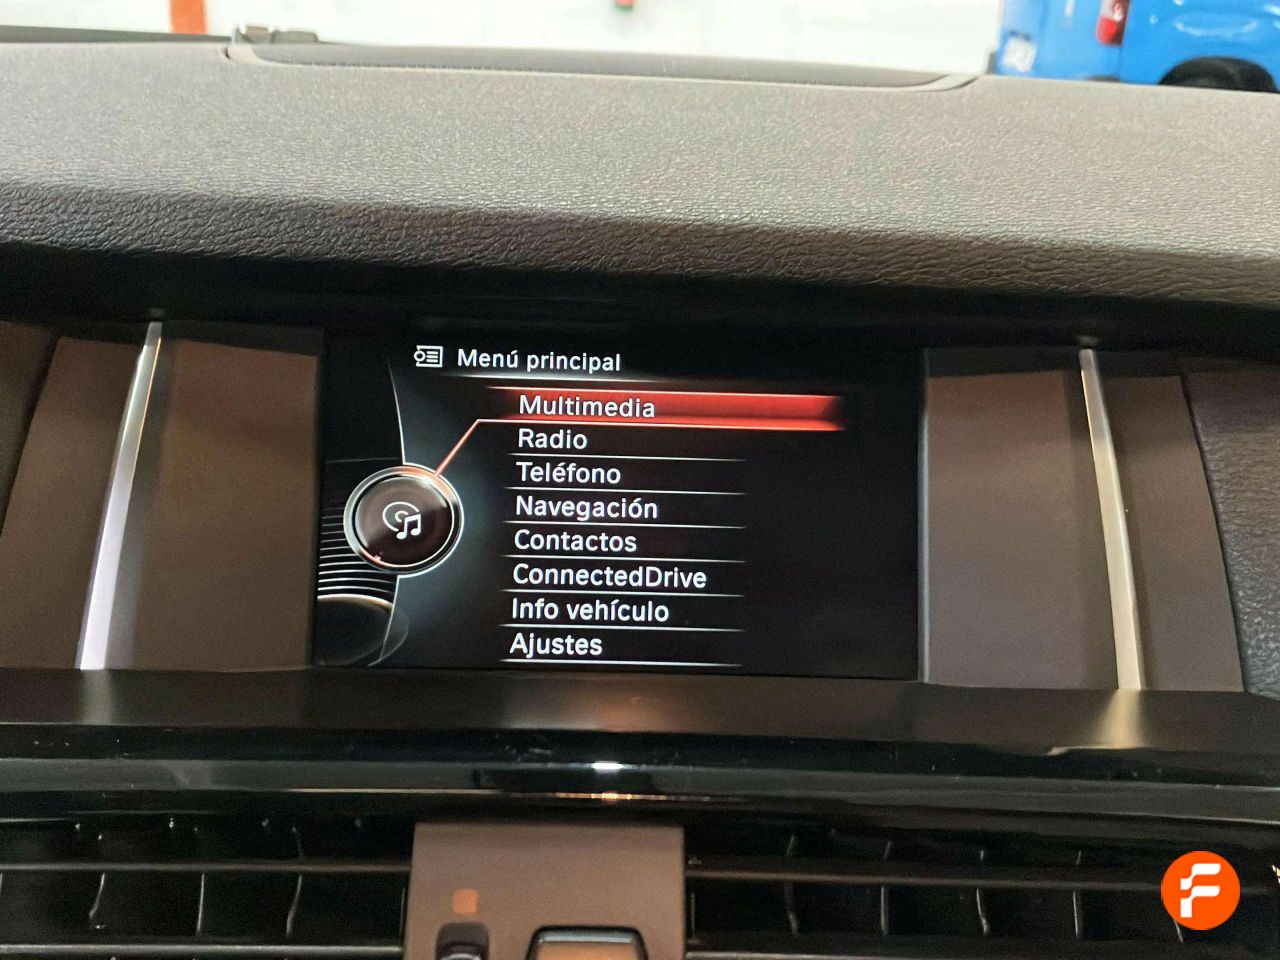 Menú principal
Multimedia
Radio
Teléfono
Navegación
Contactos
ConnectedDrive
Info vehículo
Ajustes